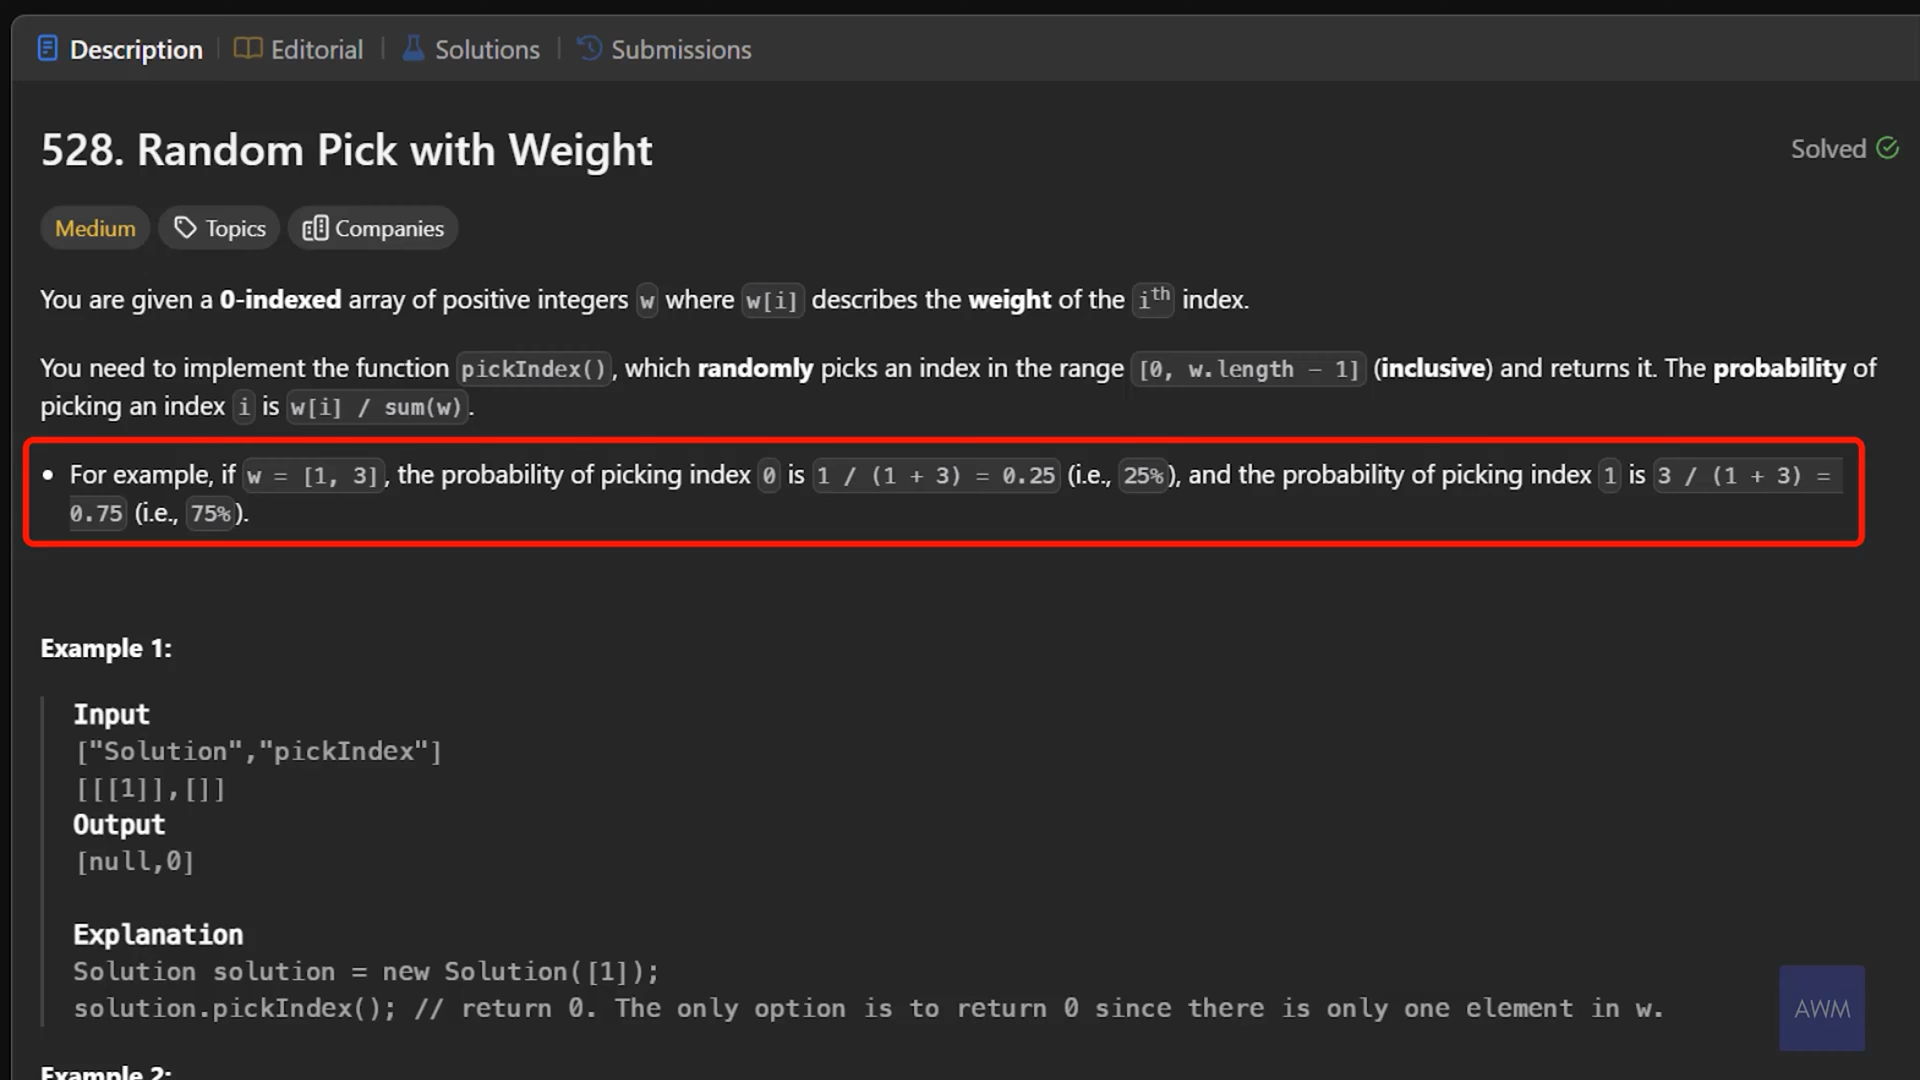 Description | Editorial | Solutions | Submissions
528. Random Pick with Weight
Solved
Medium Topics Companies
You are given a 0-indexed array of positive integers w where w[i] describes the weight of the ith index.
You need to implement the function pickIndex(), which randomly picks an index in the range [0, w.length - 1] (inclusive) and returns it. The probability of
picking an index i is w[i] / sum(w).
• For example, if w = [1, 3], the probability of picking index 0 is 1 / (1 + 3) = 0.25 (i.e., 25%), and the probability of picking index 1 is 3 / (1 + 3) =
0.75 (i.e., 75%).
Example 1:
Input
["Solution","pickIndex"]
[[[1]],[]]
Output
[null,0]
Explanation
Solution solution = new Solution([1]);
solution.pickIndex(); // return 0. The only option is to return 0 since there is only one element in w.
AWM
Example 2: